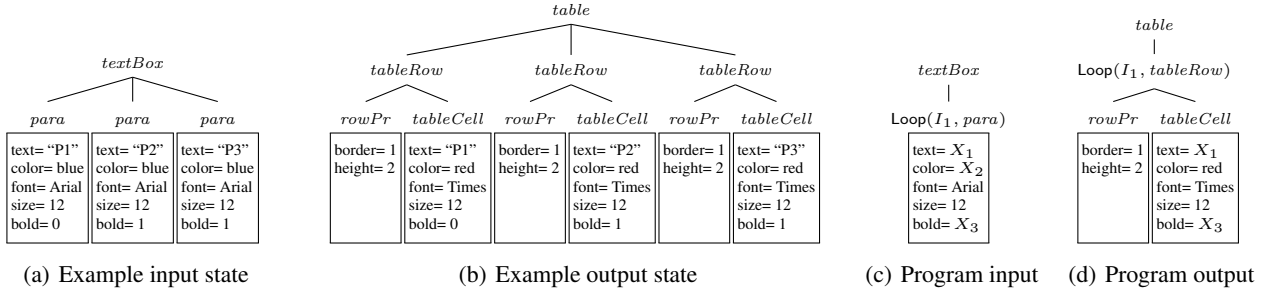 textBox
para para para
text= “P1” text= “P2” text= “P3”
color= blue color= blue color= blue
font= Arial font= Arial font= Arial
size= 12 size= 12 size= 12
bold= 0 bold= 1 bold= 1
(a) Example input state
table
tableRow tableRow tableRow
rowPr tableCell rowPr tableCell rowPr tableCell
border= 1 text= “P1” border= 1 text= “P2” border= 1 text= “P3”
height= 2 color= red height= 2 color= red height= 2 color= red
font= Times font= Times font= Times
size= 12 size= 12 size= 12
bold= 0 bold= 1 bold= 1
(b) Example output state
textBox
Loop(I₁, para)
text= X₁
color= X₂
font= Arial
size= 12
bold= X₃
(c) Program input
table
Loop(I₁, tableRow)
rowPr tableCell
border= 1 text= X₁
height= 2 color= red
font= Times
size= 12
bold= X₃
(d) Program output